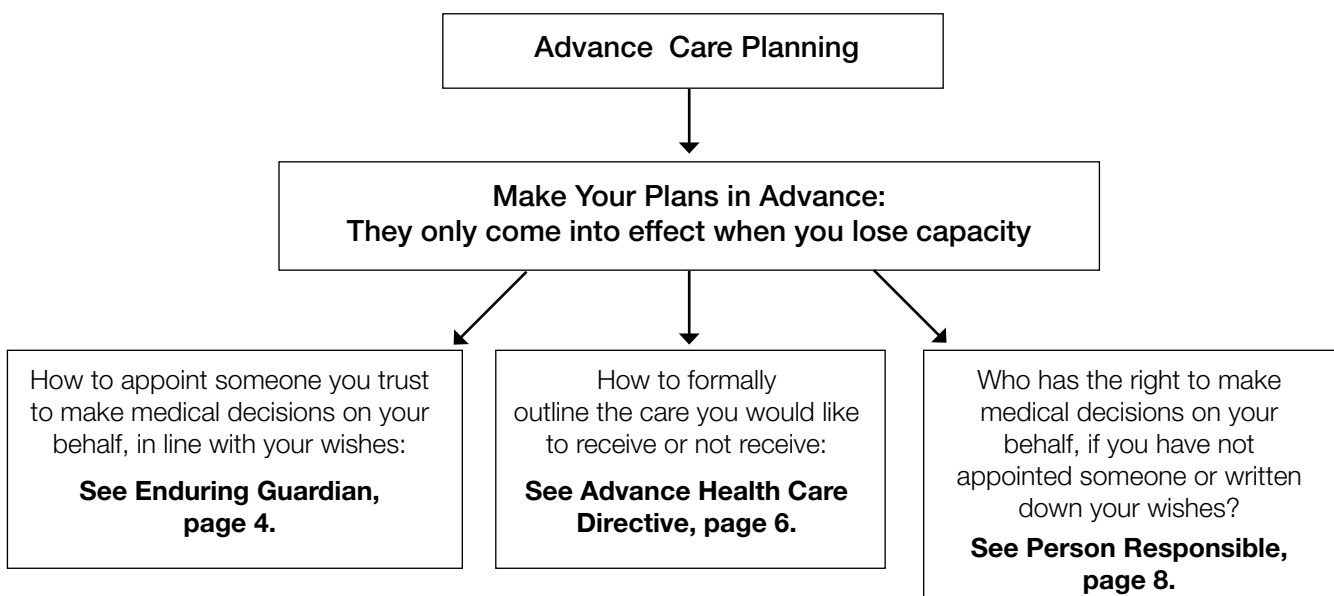 Advance Care Planning
Make Your Plans in Advance:
They only come into effect when you lose capacity
How to appoint someone you trust
to make medical decisions on your
behalf, in line with your wishes:
See Enduring Guardian,
page 4.
How to formally
outline the care you would like
to receive or not receive:
See Advance Health Care
Directive, page 6.
Who has the right to make
medical decisions on your
behalf, if you have not
appointed someone or written
down your wishes?
See Person Responsible,
page 8.